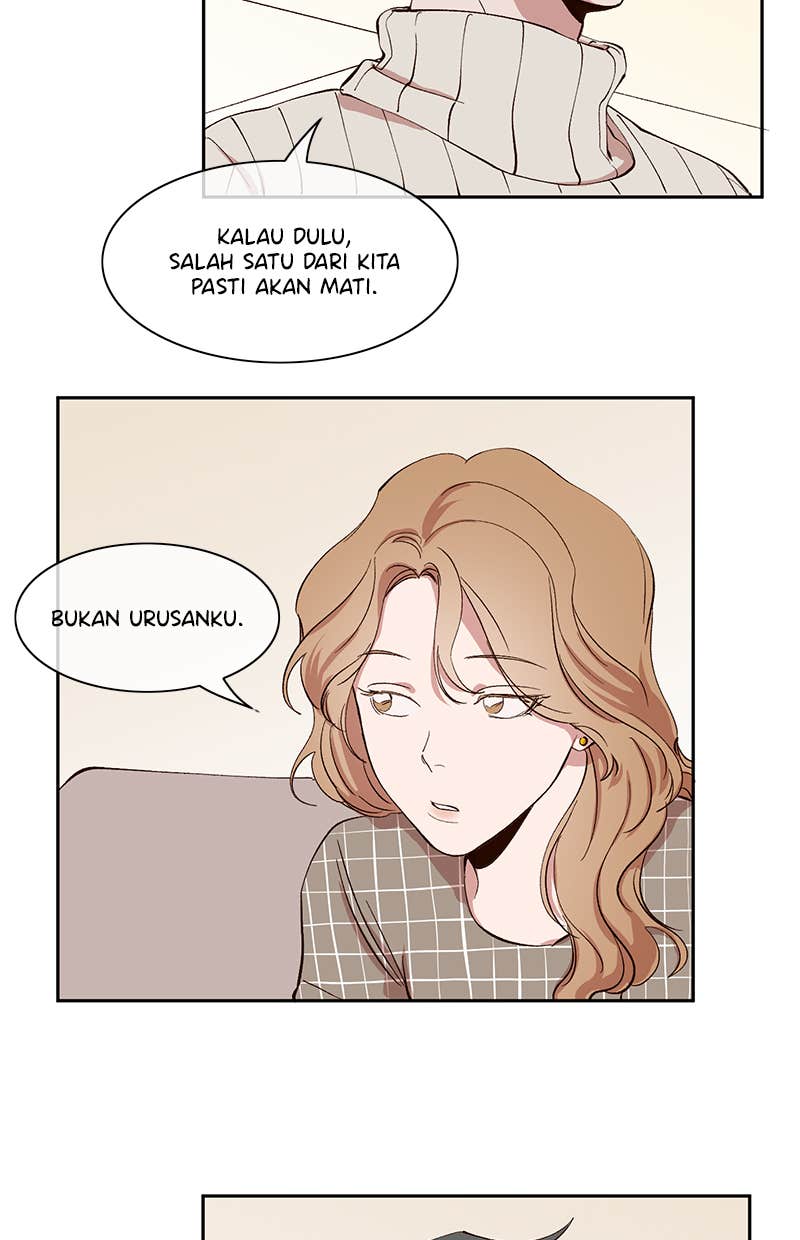 KALAU DULU,
SALAH SATU DARI KITA
PASTI AKAN MATI.
BUKAN URUSANKU.